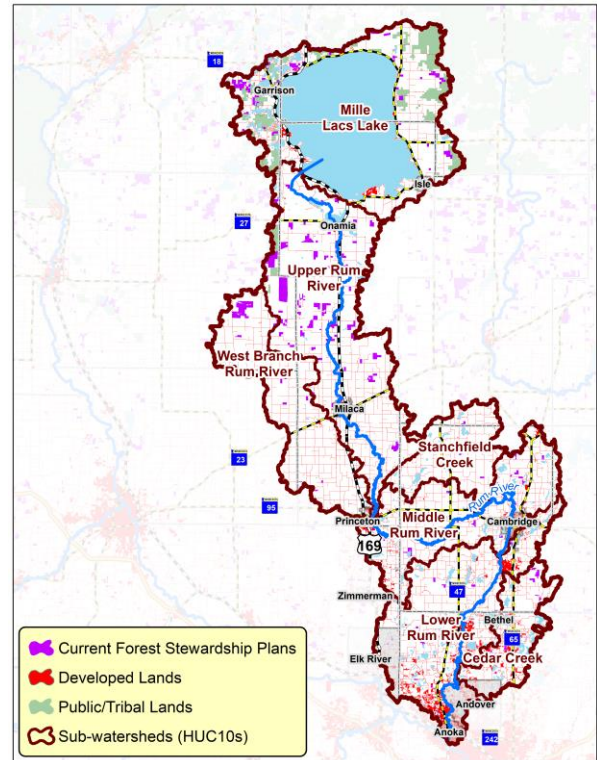 18
Garrison
Mille
Lacs Lake
Isle
27
Onamia
Upper Rum
River
West Branch
Rum River
Milaca
23
Stanchfield
Creek
95
Rum River
Princeton
Middle
Rum River
Cambridge
169
Zimmerman
47
Lower
Rum River
Bethel
65
Elk River
Cedar Creek
Andover
Anoka
242
Current Forest Stewardship Plans
Developed Lands
Public/Tribal Lands
Sub-watersheds (HUC10s)